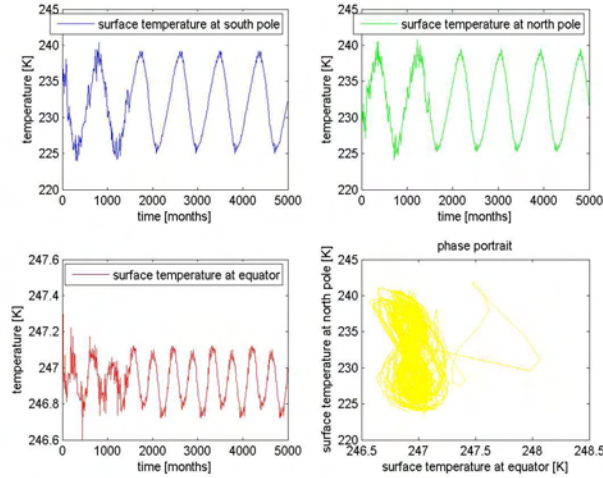 245
240
235
230
225
220
temperature [K]
surface temperature at south pole
0 1000 2000 3000 4000 5000
time [months]
245
240
235
230
225
220
temperature [K]
surface temperature at north pole
0 1000 2000 3000 4000 5000
time [months]
247.6
247.4
247.2
247
246.8
246.6
temperature [K]
surface temperature at equator
0 1000 2000 3000 4000 5000
time [months]
phase portrait
245
240
235
230
225
220
surface temperature at north pole [K]
246.5 247 247.5 248 248.5
surface temperature at equator [K]